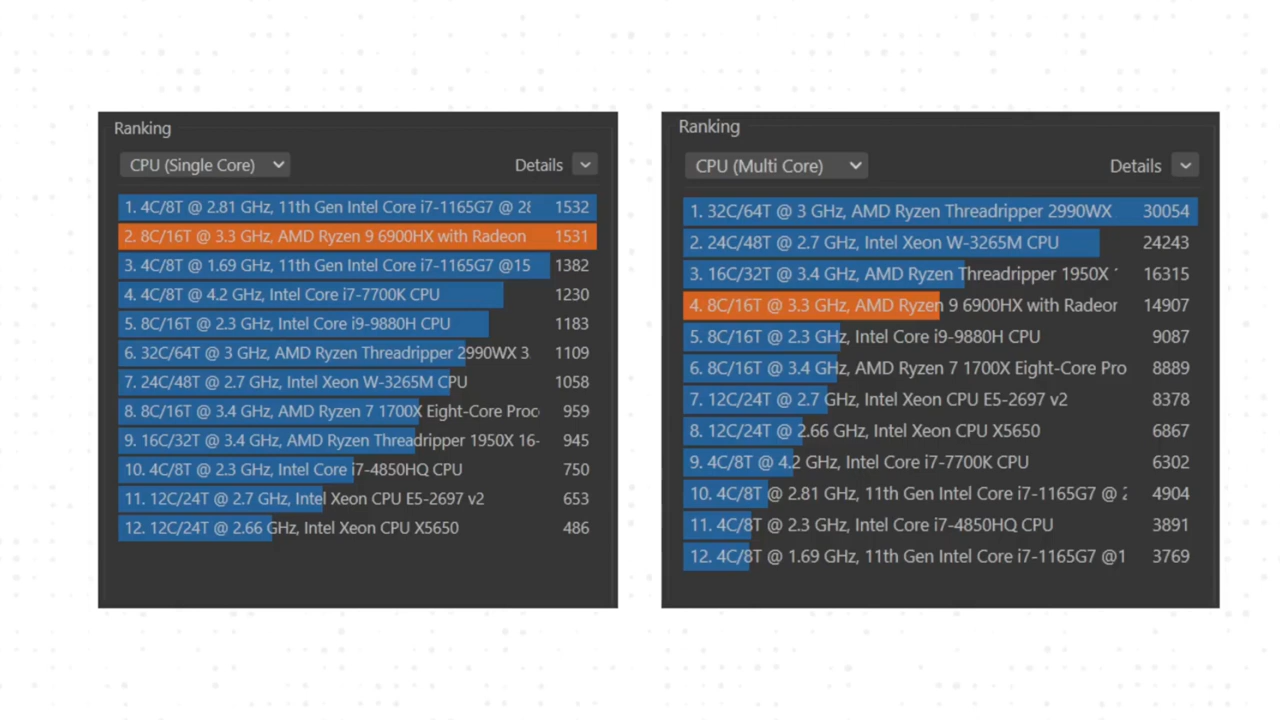 Ranking
CPU (Single Core)
Details
1. 4C/8T @ 2.81 GHz, 11th Gen Intel Core i7-1165G7 @ 28 1532
2. 8C/16T @ 3.3 GHz, AMD Ryzen 9 6900HX with Radeon 1531
3. 4C/8T @ 1.69 GHz, 11th Gen Intel Core i7-1165G7 @15 1382
4. 4C/8T @ 4.2 GHz, Intel Core i7-7700K CPU 1230
5. 8C/16T @ 2.3 GHz, Intel Core i9-9880H CPU 1183
6. 32C/64T @ 3 GHz, AMD Ryzen Threadripper 2990WX 3 1109
7. 24C/48T @ 2.7 GHz, Intel Xeon W-3265M CPU 1058
8. 8C/16T @ 3.4 GHz, AMD Ryzen 7 1700X Eight-Core Proc 959
9. 16C/32T @ 3.4 GHz, AMD Ryzen Threadripper 1950X 16- 945
10. 4C/8T @ 2.3 GHz, Intel Core i7-4850HQ CPU 750
11. 12C/24T @ 2.7 GHz, Intel Xeon CPU E5-2697 v2 653
12. 12C/24T @ 2.66 GHz, Intel Xeon CPU X5650 486
Ranking
CPU (Multi Core)
Details
1. 32C/64T @ 3 GHz, AMD Ryzen Threadripper 2990WX 30054
2. 24C/48T @ 2.7 GHz, Intel Xeon W-3265M CPU 24243
3. 16C/32T @ 3.4 GHz, AMD Ryzen Threadripper 1950X 16315
4. 8C/16T @ 3.3 GHz, AMD Ryzen 9 6900HX with Radeor 14907
5. 8C/16T @ 2.3 GHz, Intel Core i9-9880H CPU 9087
6. 8C/16T @ 3.4 GHz, AMD Ryzen 7 1700X Eight-Core Pro 8889
7. 12C/24T @ 2.7 GHz, Intel Xeon CPU E5-2697 v2 8378
8. 12C/24T @ 2.66 GHz, Intel Xeon CPU X5650 6867
9. 4C/8T @ 4.2 GHz, Intel Core i7-7700K CPU 6302
10. 4C/8T @ 2.81 GHz, 11th Gen Intel Core i7-1165G7 @ 2 4904
11. 4C/8T @ 2.3 GHz, Intel Core i7-4850HQ CPU 3891
12. 4C/8T @ 1.69 GHz, 11th Gen Intel Core i7-1165G7 @1 3769